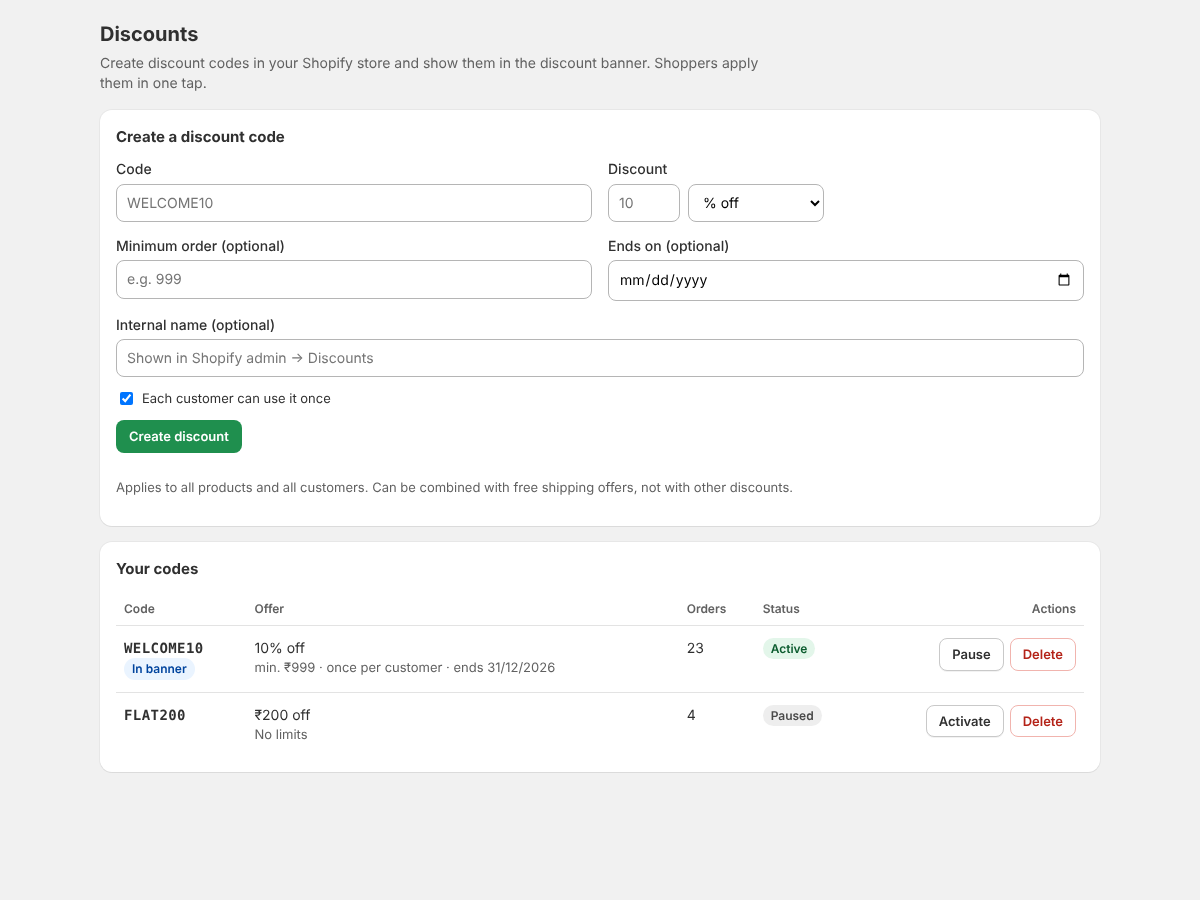 Discounts
Create discount codes in your Shopify store and show them in the discount banner. Shoppers apply
them in one tap.
Create a discount code
Code
Discount
WELCOME10
10
% off
Minimum order (optional)
Ends on (optional)
e.g. 999
mm/dd/yyyy
Internal name (optional)
Shown in Shopify admin → Discounts
Each customer can use it once
Create discount
Applies to all products and all customers. Can be combined with free shipping offers, not with other discounts.
Your codes
Code Offer Orders Status Actions
WELCOME10 10% off 23 Active Pause Delete
In banner min. ₹999 · once per customer · ends 31/12/2026
FLAT200 ₹200 off 4 Paused Activate Delete
No limits